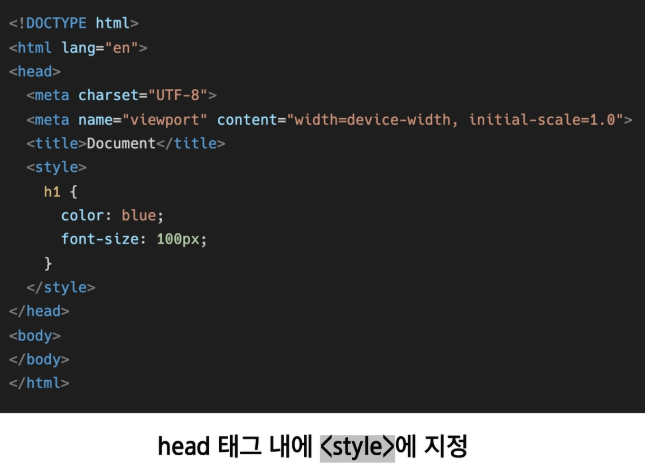 <!DOCTYPE html>
<html lang="en">
<head>
  <meta charset="UTF-8">
  <meta name="viewport" content="width=device-width, initial-scale=1.0">
  <title>Document</title>
  <style>
    h1 {
      color: blue;
      font-size: 100px;
    }
  </style>
</head>
<body>
</body>
</html>
head 태그 내에 <style>에 지정